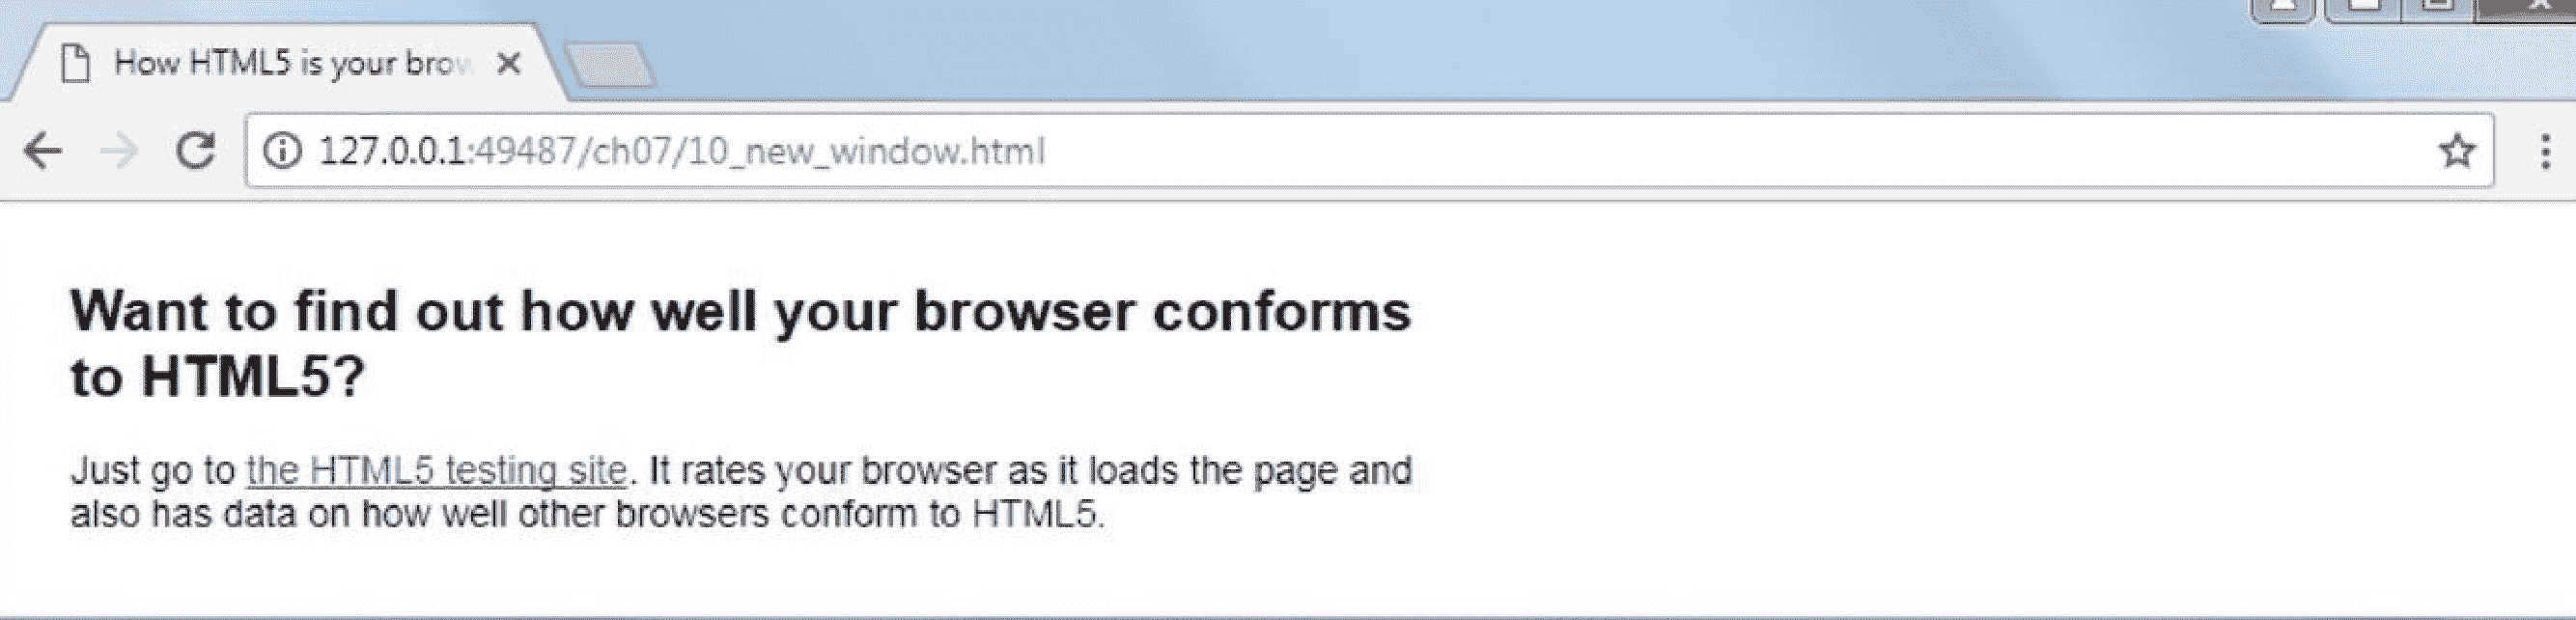 How HTML5 is your brow
127.0.0.1:49487/ch07/10_new_window.html
Want to find out how well your browser conforms
to HTML5?
Just go to the HTML5 testing site. It rates your browser as it loads the page and
also has data on how well other browsers conform to HTML5.